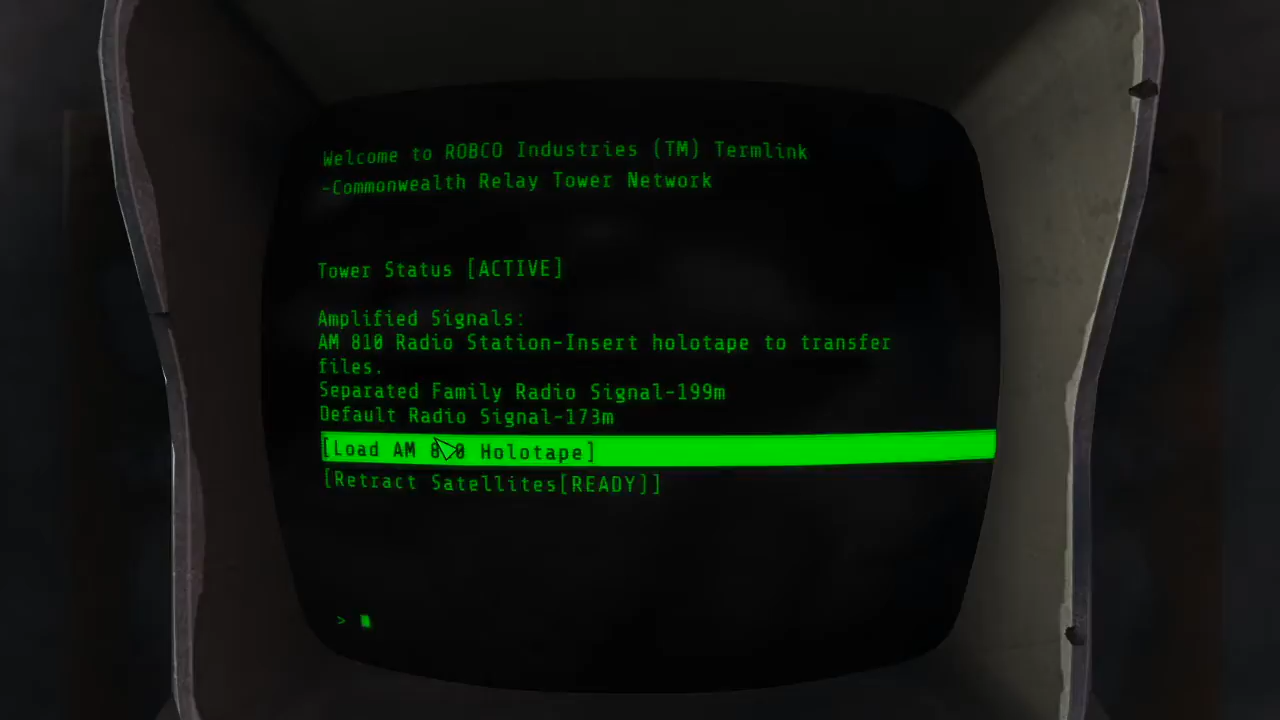 Welcome to ROBCO Industries (TM) Termlink
-Commonwealth Relay Tower Network
Tower Status [ACTIVE]
Amplified Signals:
AM 810 Radio Station-Insert holotape to transfer
files.
Separated Family Radio Signal-199m
Default Radio Signal-173m
[Load AM 810 Holotape]
[Retract Satellites[READY]]
>